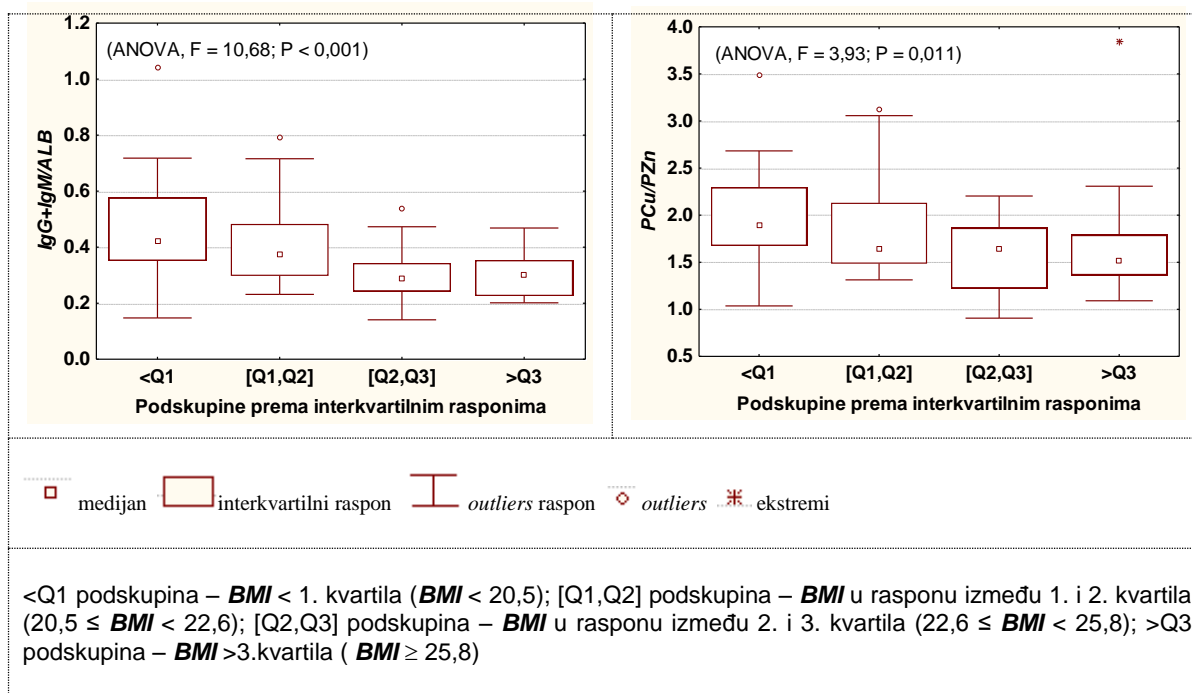 (ANOVA, F = 10,68; P < 0,001)
IgG+IgM/ALB
1.2
1.0
0.8
0.6
0.4
0.2
0.0
<Q1 [Q1,Q2] [Q2,Q3] >Q3
Podskupine prema interkvartilnim rasponima
(ANOVA, F = 3,93; P = 0,011)
PCu/PZn
4.0
3.5
3.0
2.5
2.0
1.5
1.0
0.5
<Q1 [Q1,Q2] [Q2,Q3] >Q3
Podskupine prema interkvartilnim rasponima
medijan interkvartilni raspon outliers raspon outliers ekstremi
<Q1 podskupina – BMI < 1. kvartila (BMI < 20,5); [Q1,Q2] podskupina – BMI u rasponu između 1. i 2. kvartila
(20,5 ≤ BMI < 22,6); [Q2,Q3] podskupina – BMI u rasponu između 2. i 3. kvartila (22,6 ≤ BMI < 25,8); >Q3
podskupina – BMI >3.kvartila ( BMI ≥ 25,8)